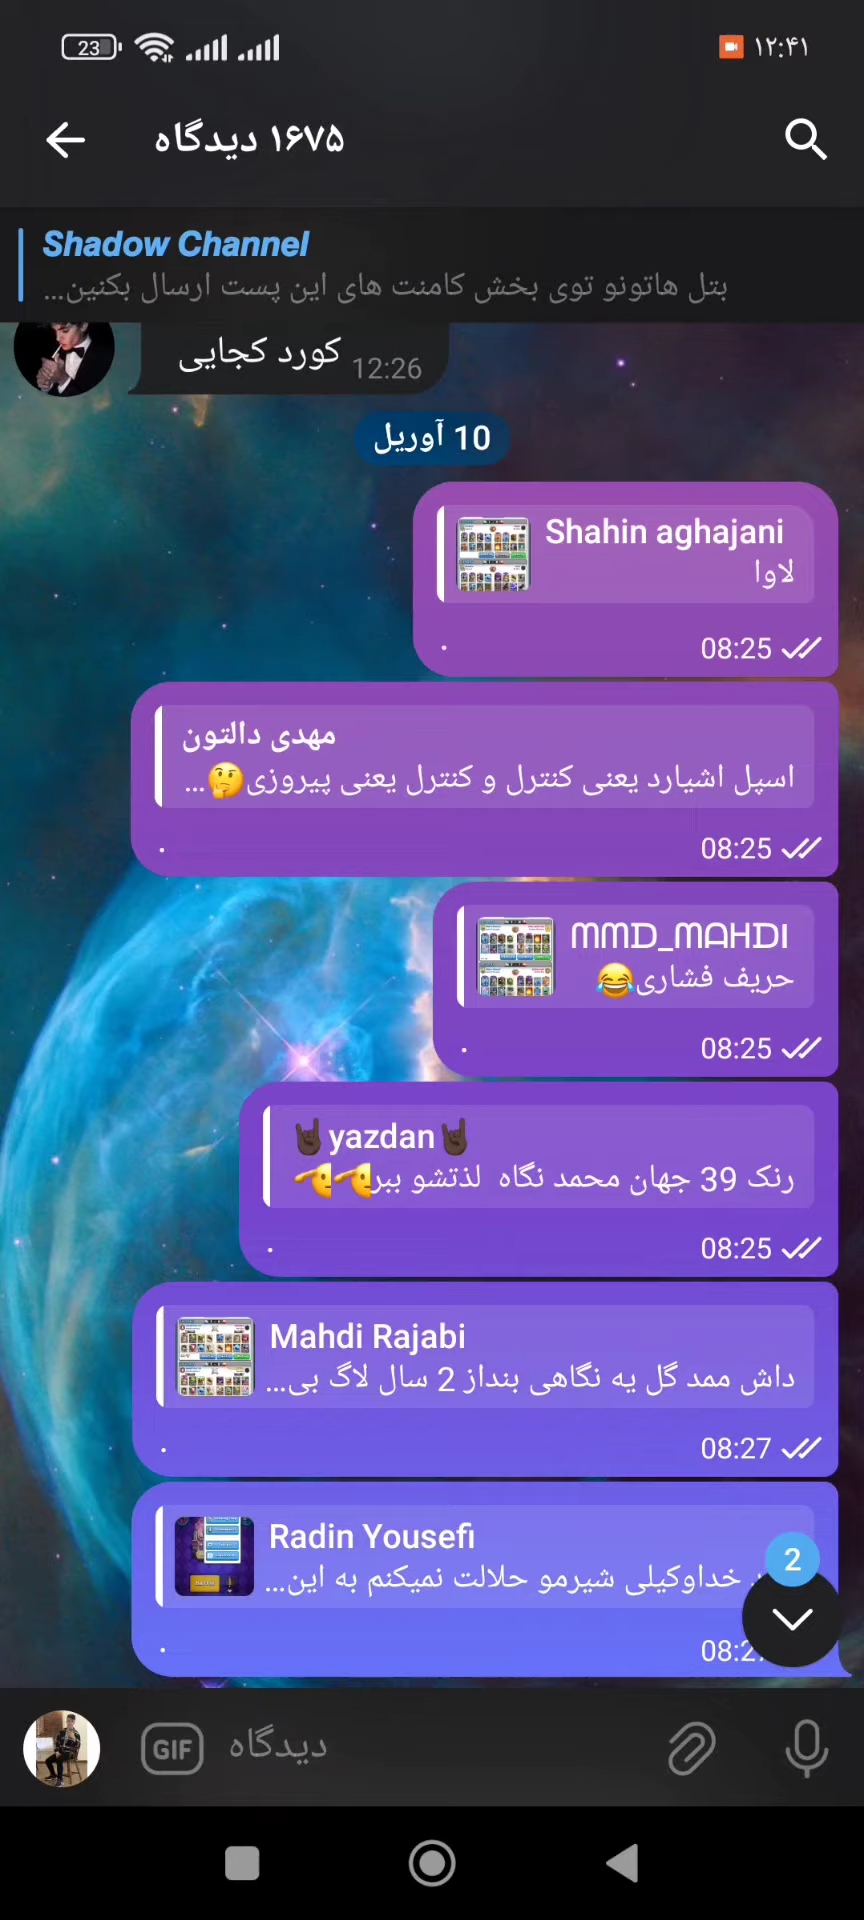 23
۱۲:۴۱
۱۶۷۵ دیدگاه
Shadow Channel
بتل هاتونو توی بخش کامنت های این پست ارسال بکنین...
کورد کجایی
12:26
10 آوریل
Shahin aghajani
لاوا
.
08:25
مهدی دالتون
اسپل اشیارد یعنی کنترل و کنترل یعنی پیروزی🤔...
.
08:25
MMD_MAHDI
حریف فشاری😂
.
08:25
🤘🏿yazdan🤘🏿
رنک 39 جهان محمد نگاه لذتشو ببر
.
08:25
Mahdi Rajabi
داش ممد گل یه نگاهی بنداز 2 سال لاگ بی...
.
08:27
Radin Yousefi
خداوکیلی شیرمو حلالت نمیکنم به این...
2
.
GIF
دیدگاه